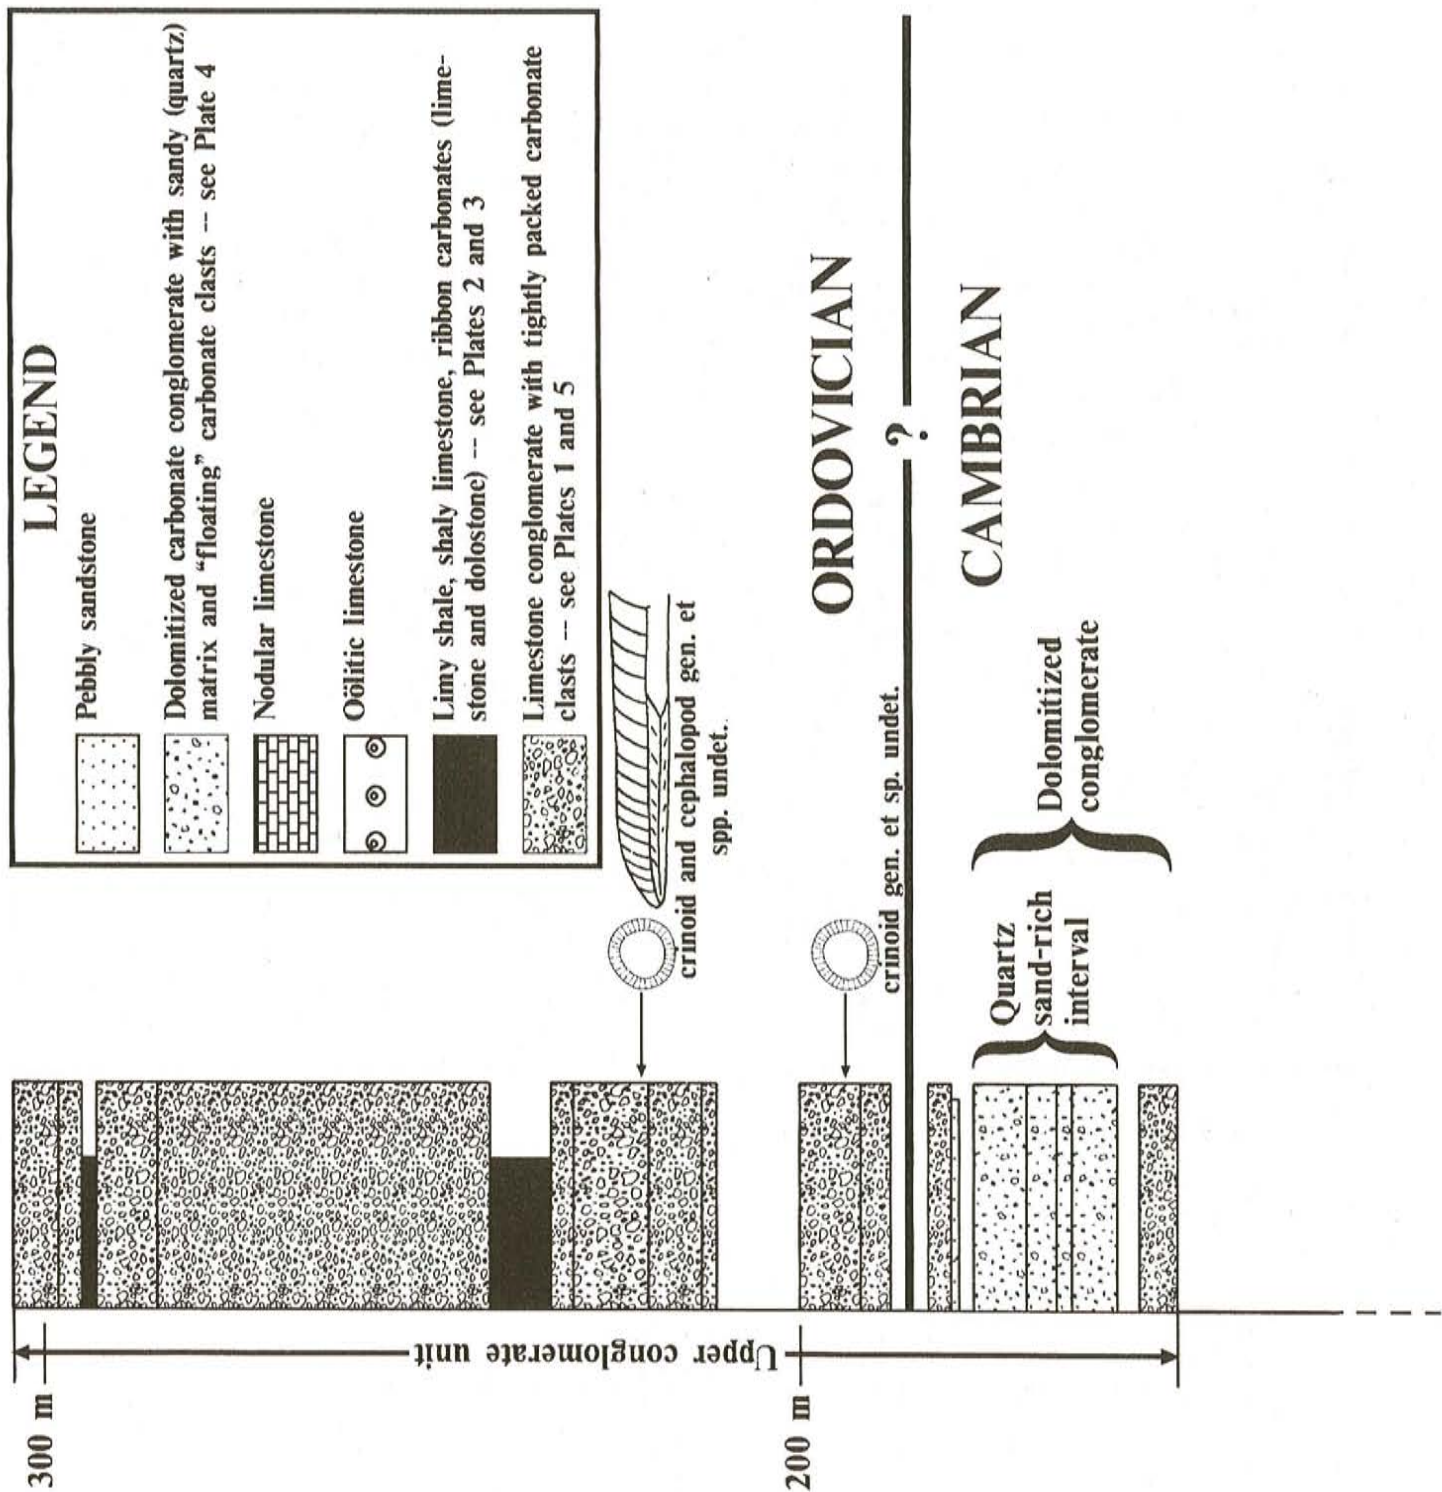 LEGEND
Pebbly sandstone
Dolomitized carbonate conglomerate with sandy (quartz)
matrix and “floating” carbonate clasts -- see Plate 4
Nodular limestone
Oölitic limestone
Limy shale, shaly limestone, ribbon carbonates (lime-
stone and dolostone) -- see Plates 2 and 3
Limestone conglomerate with tightly packed carbonate
clasts -- see Plates 1 and 5
crinoid and cephalopod gen. et
spp. undet.
ORDOVICIAN
?
CAMBRIAN
crinoid gen. et sp. undet.
Quartz
sand-rich
interval
Dolomitized
conglomerate
Upper conglomerate unit
300 m
200 m